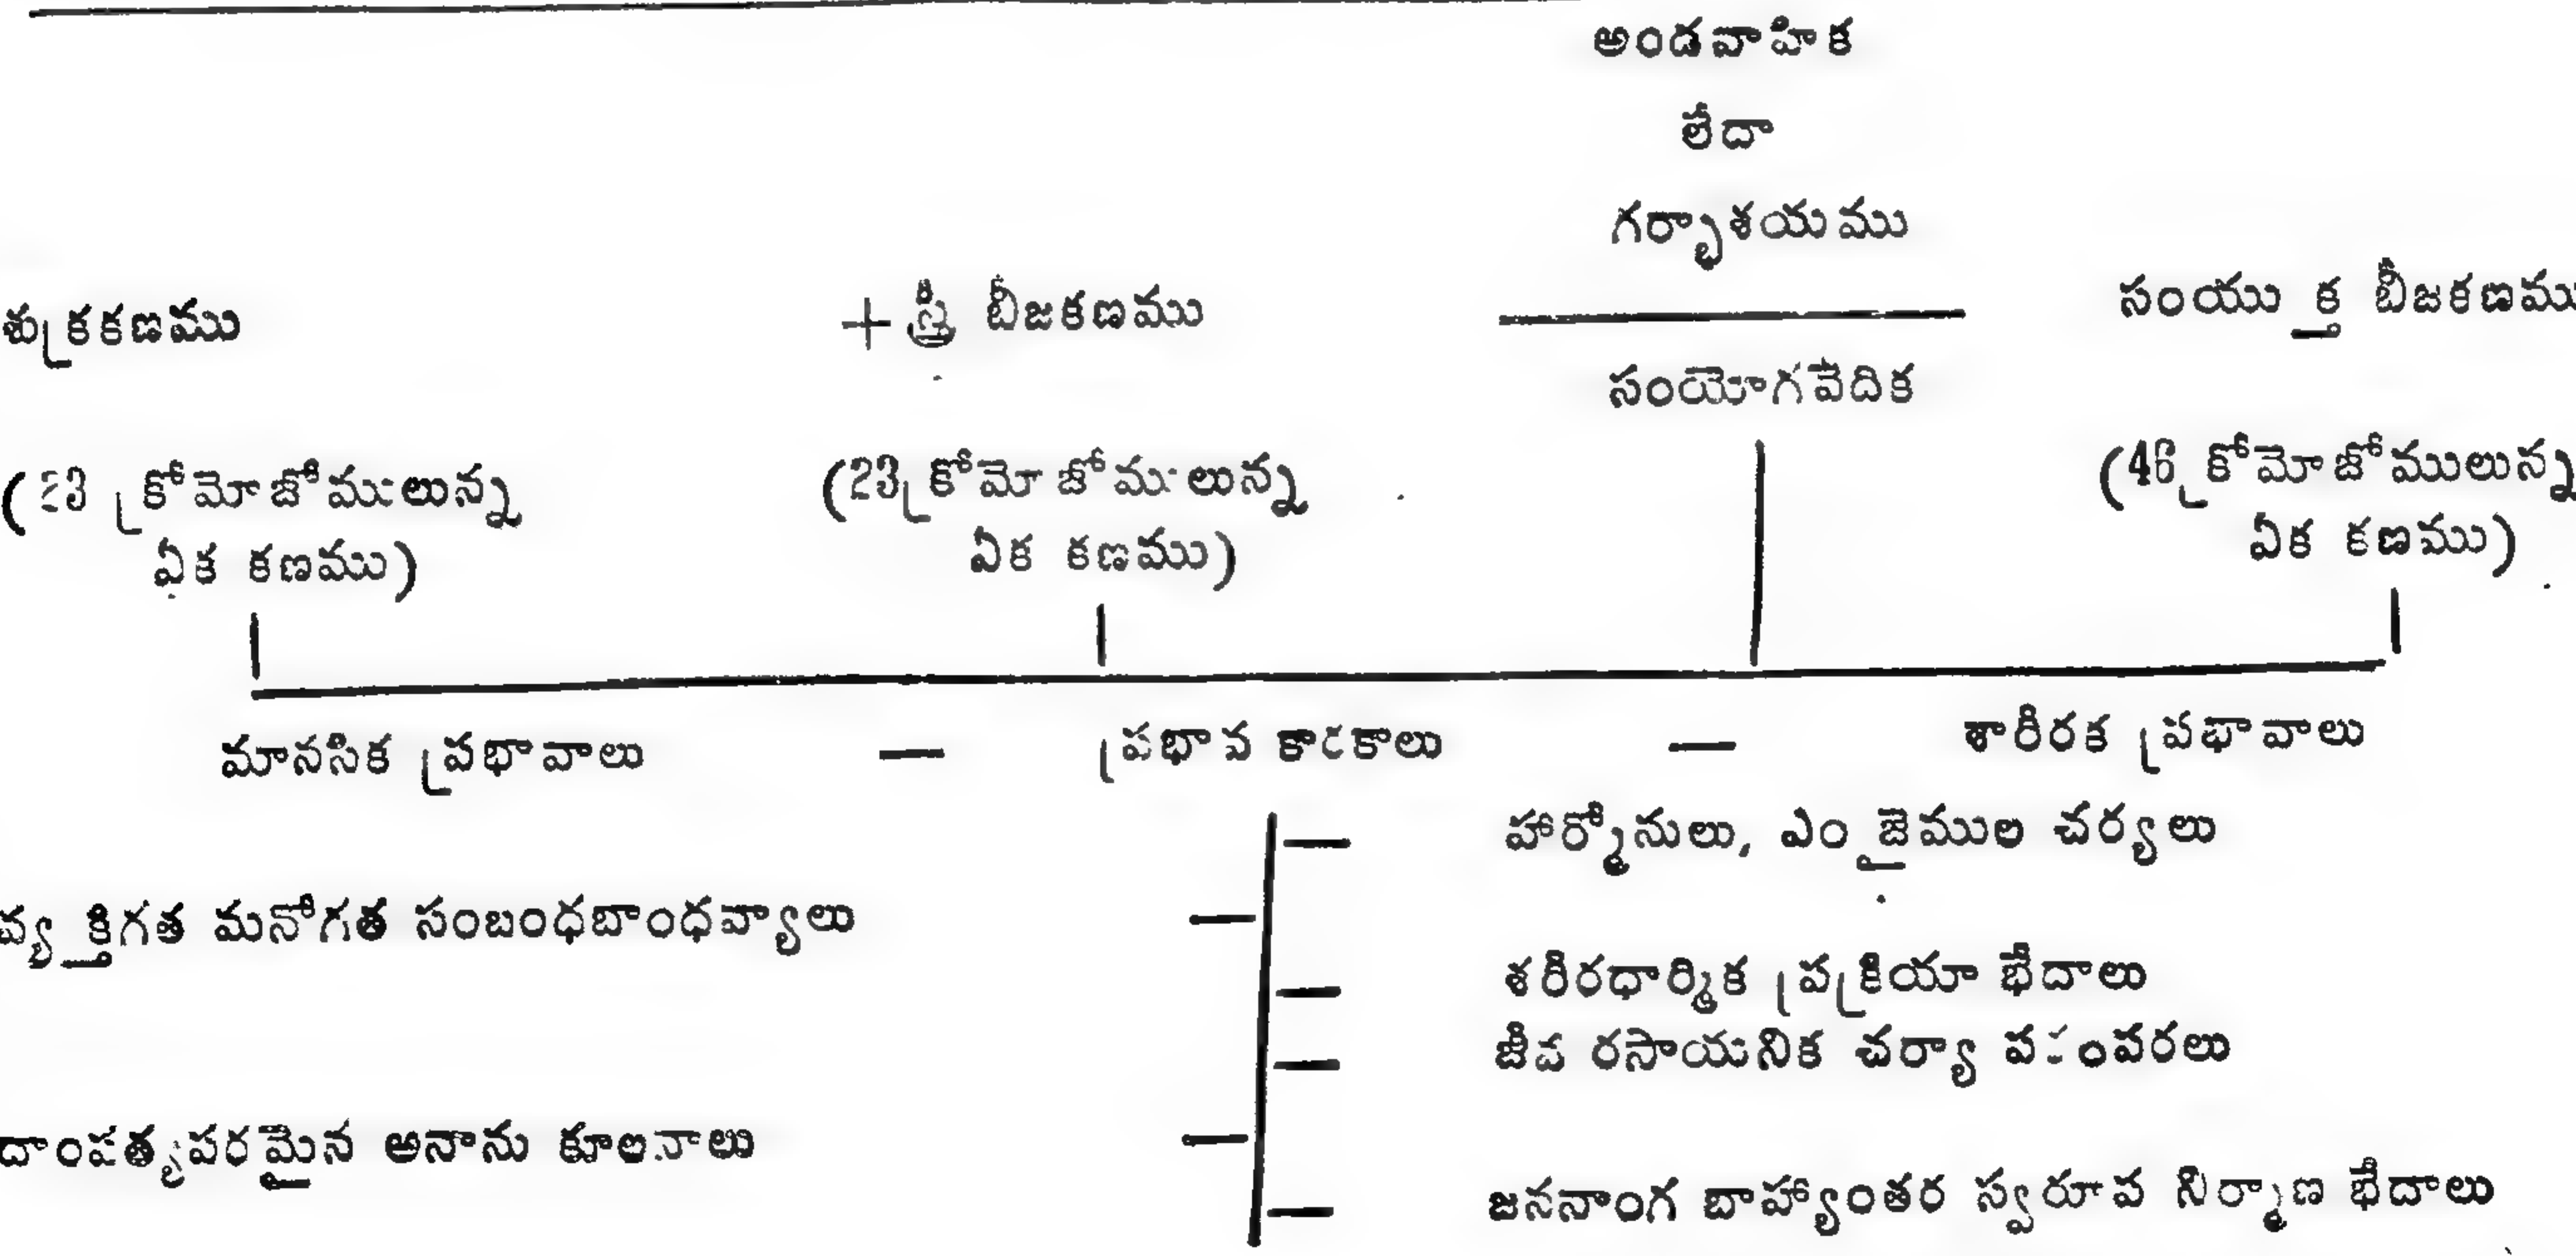 అండవాహిక
లేదా
గర్భాశయము
శుక్రకణము + స్త్రీ బీజకణము సంయుక్త బీజకణము
సంయోగవేదిక
(23 క్రోమోజోములున్న (23 క్రోమోజోములున్న (46 క్రోమోజోములున్న
ఏక కణము) ఏక కణము) ఏక కణము)
మానసిక ప్రభావాలు — ప్రభావ కారకాలు — శారీరక ప్రభావాలు
హార్మోనులు, ఎంజైముల చర్యలు
వ్యక్తిగత మనోగత సంబంధబాంధవ్యాలు
శరీరధార్మిక ప్రక్రియా భేదాలు
జీవ రసాయనిక చర్యా పరంపరలు
దాంపత్యపరమైన అనాను కూలనాలు
జననాంగ బాహ్యాంతర స్వరూప నిర్మాణ భేదాలు